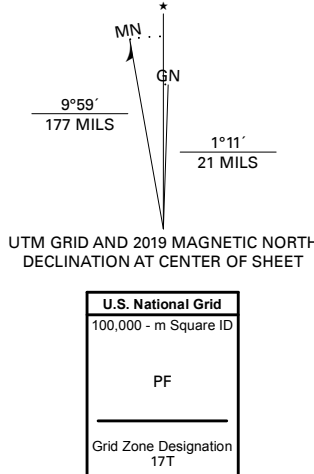 ★
MN
GN
9°59´
177 MILS
1°11´
21 MILS
UTM GRID AND 2019 MAGNETIC NORTH
DECLINATION AT CENTER OF SHEET
U.S. National Grid
100,000 - m Square ID
PF
Grid Zone Designation
17T